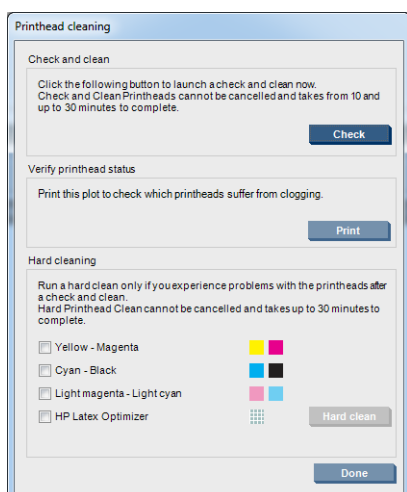 Printhead cleaning
Check and clean
Click the following button to launch a check and clean now.
Check and Clean Printheads cannot be cancelled and takes from 10 and
up to 30 minutes to complete.
Check
Verify printhead status
Print this plot to check which printheads suffer from clogging.
Print
Hard cleaning
Run a hard clean only if you experience problems with the printheads after
a check and clean.
Hard Printhead Clean cannot be cancelled and takes up to 30 minutes to
complete.
Yellow - Magenta
Cyan - Black
Light magenta - Light cyan
HP Latex Optimizer
Hard clean
Done